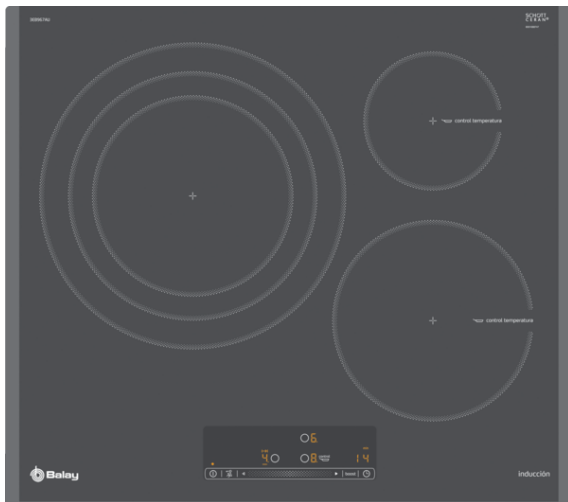 SCHOTT
CERAN®
control temperatura
control temperatura
6
4 8 14
boost
Balay
inducción